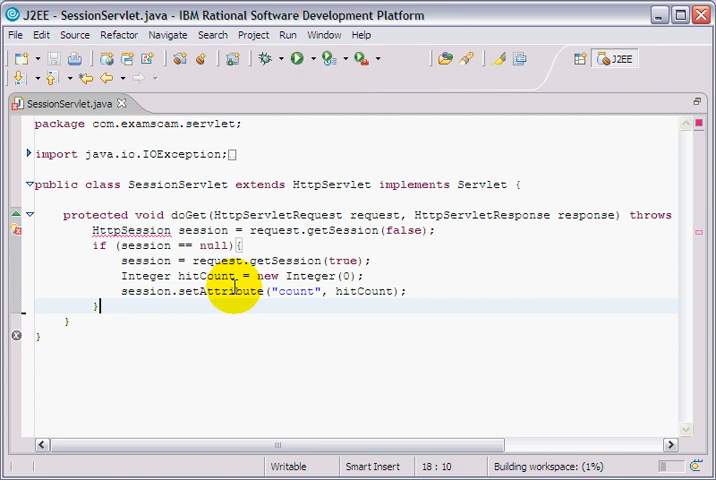 J2EE - SessionServlet.java - IBM Rational Software Development Platform
File Edit Source Refactor Navigate Search Project Run Window Help
J2EE
SessionServlet.java
package com.examscam.servlet;
import java.io.IOException;
public class SessionServlet extends HttpServlet implements Servlet {
protected void doGet(HttpServletRequest request, HttpServletResponse response) throws
HttpSession session = request.getSession(false);
if (session == null){
session = request.getSession(true);
Integer hitCount = new Integer(0);
session.setAttribute("count", hitCount);
}
}
}
Writable Smart Insert 18 : 10 Building workspace: (1%)